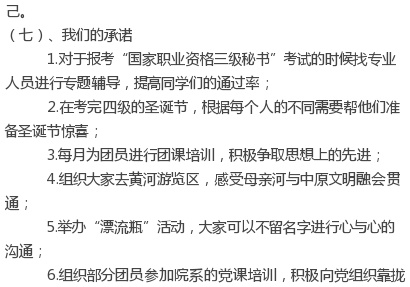 己。
（七）、我们的承诺
1.对于报考“国家职业资格三级秘书”考试的时候找专业
人员进行专题辅导，提高同学们的通过率；
2.在考完四级的圣诞节，根据每个人的不同需要帮他们准
备圣诞节惊喜；
3.每月为团员进行团课培训，积极争取思想上的先进；
4.组织大家去黄河游览区，感受母亲河与中原文明融会贯
通；
5.举办“漂流瓶”活动，大家可以不留名字进行心与心的
沟通；
6.组织部分团员参加院系的党课培训，积极向党组织靠拢